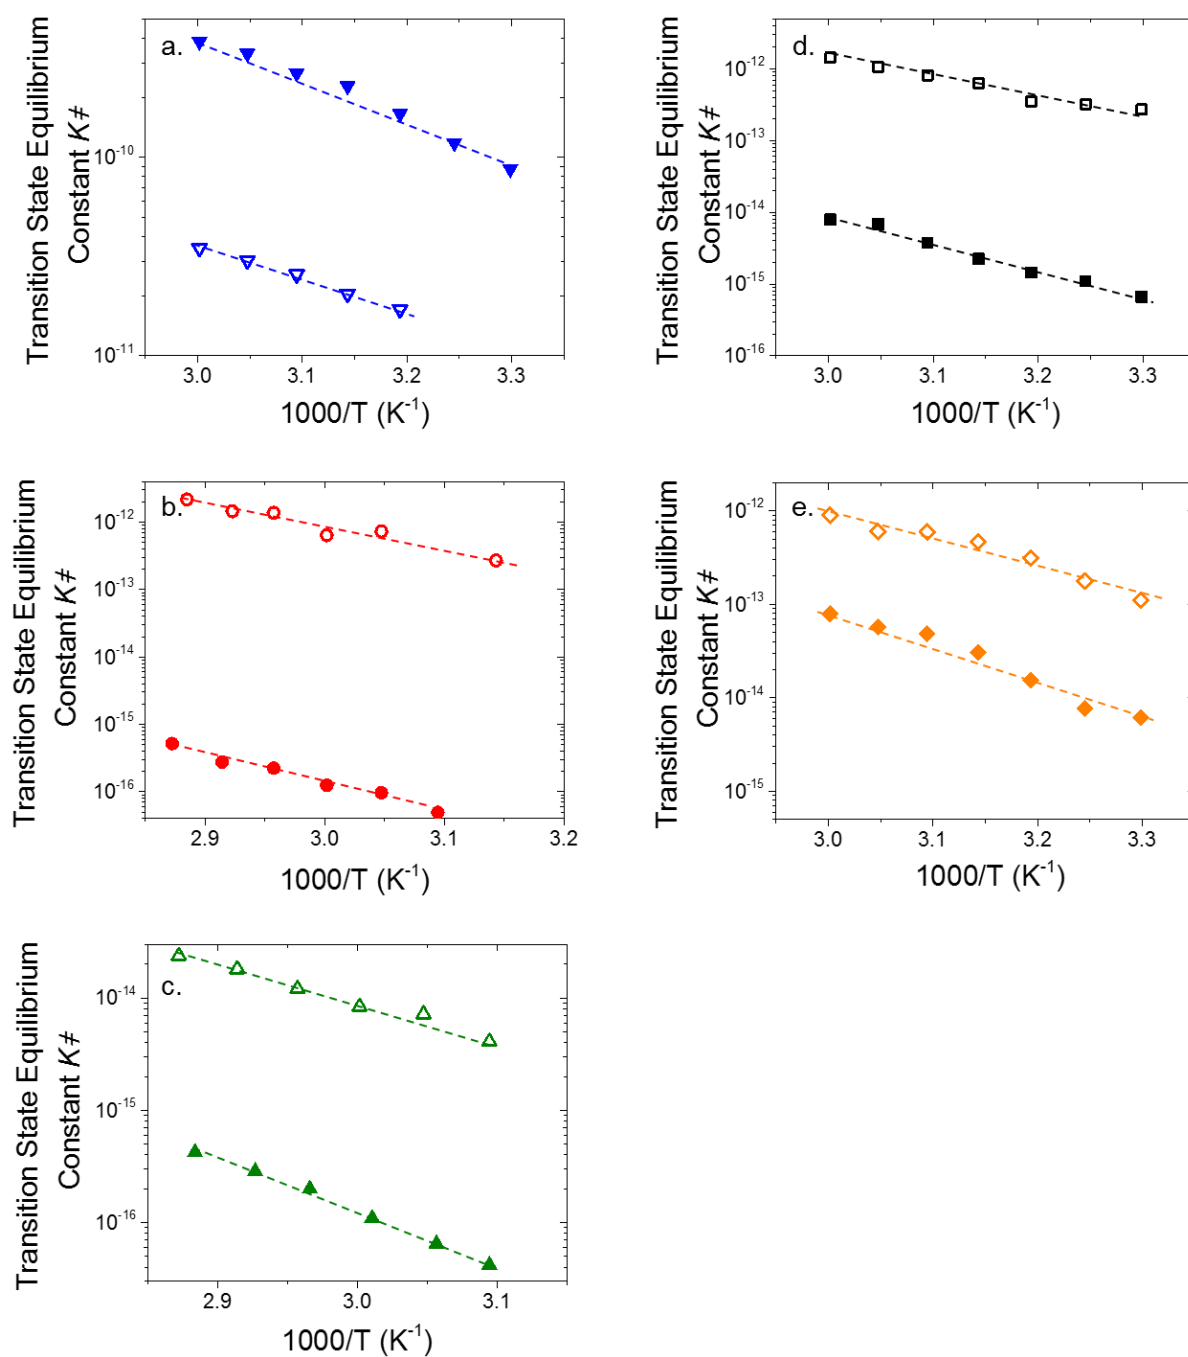 a.
Transition State Equilibrium
Constant K≠
10⁻¹⁰
10⁻¹¹
3.0 3.1 3.2 3.3
1000/T (K⁻¹)
d.
Transition State Equilibrium
Constant K≠
10⁻¹²
10⁻¹³
10⁻¹⁴
10⁻¹⁵
10⁻¹⁶
3.0 3.1 3.2 3.3
1000/T (K⁻¹)
b.
Transition State Equilibrium
Constant K≠
10⁻¹²
10⁻¹³
10⁻¹⁴
10⁻¹⁵
10⁻¹⁶
2.9 3.0 3.1 3.2
1000/T (K⁻¹)
e.
Transition State Equilibrium
Constant K≠
10⁻¹²
10⁻¹³
10⁻¹⁴
10⁻¹⁵
3.0 3.1 3.2 3.3
1000/T (K⁻¹)
c.
Transition State Equilibrium
Constant K≠
10⁻¹⁴
10⁻¹⁵
10⁻¹⁶
2.9 3.0 3.1
1000/T (K⁻¹)